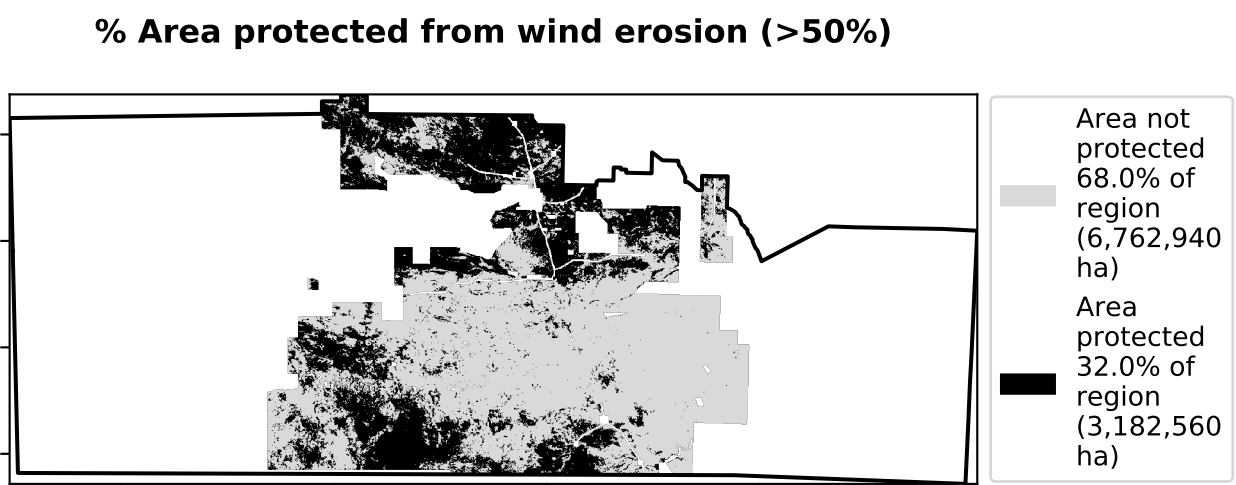 % Area protected from wind erosion (>50%)
Area not
protected
68.0% of
region
(6,762,940
ha)
Area
protected
32.0% of
region
(3,182,560
ha)